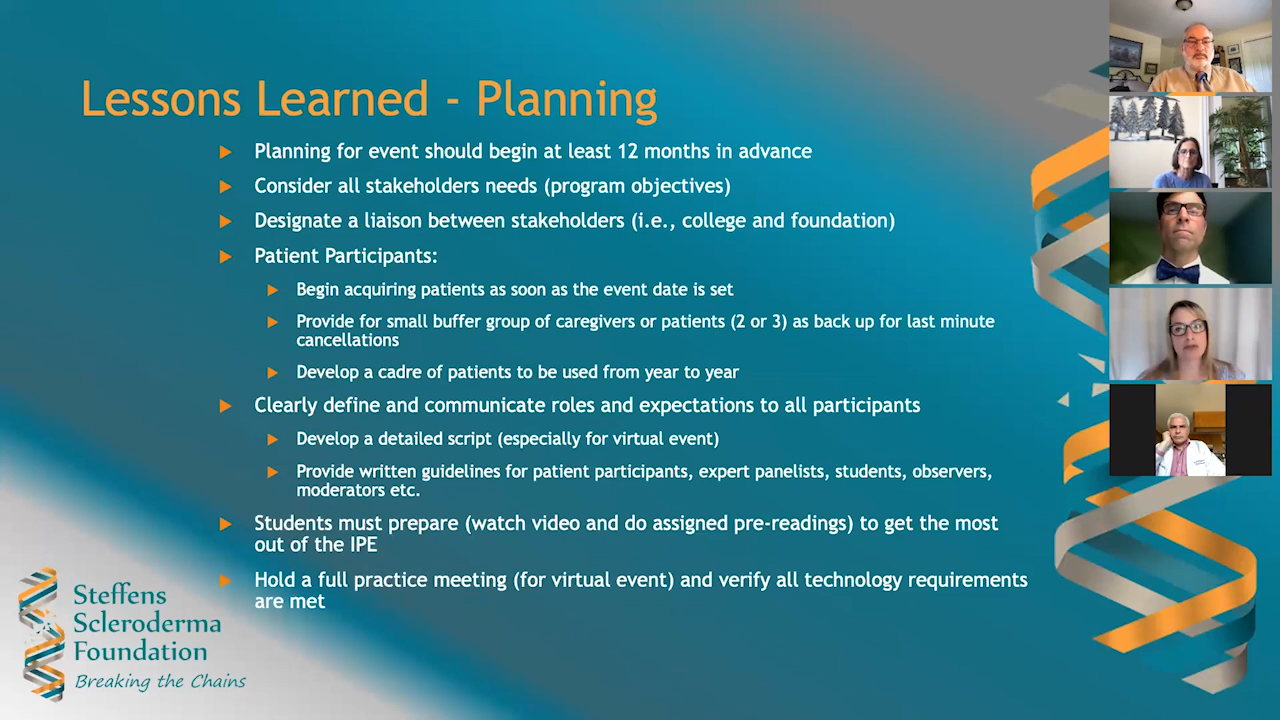 Lessons Learned - Planning
Planning for event should begin at least 12 months in advance
Consider all stakeholders needs (program objectives)
Designate a liaison between stakeholders (i.e., college and foundation)
Patient Participants:
Begin acquiring patients as soon as the event date is set
Provide for small buffer group of caregivers or patients (2 or 3) as back up for last minute
cancellations
Develop a cadre of patients to be used from year to year
Clearly define and communicate roles and expectations to all participants
Develop a detailed script (especially for virtual event)
Provide written guidelines for patient participants, expert panelists, students, observers,
moderators etc.
Students must prepare (watch video and do assigned pre-readings) to get the most
out of the IPE
Hold a full practice meeting (for virtual event) and verify all technology requirements
are met
Steffens
Scleroderma
Foundation
Breaking the Chains